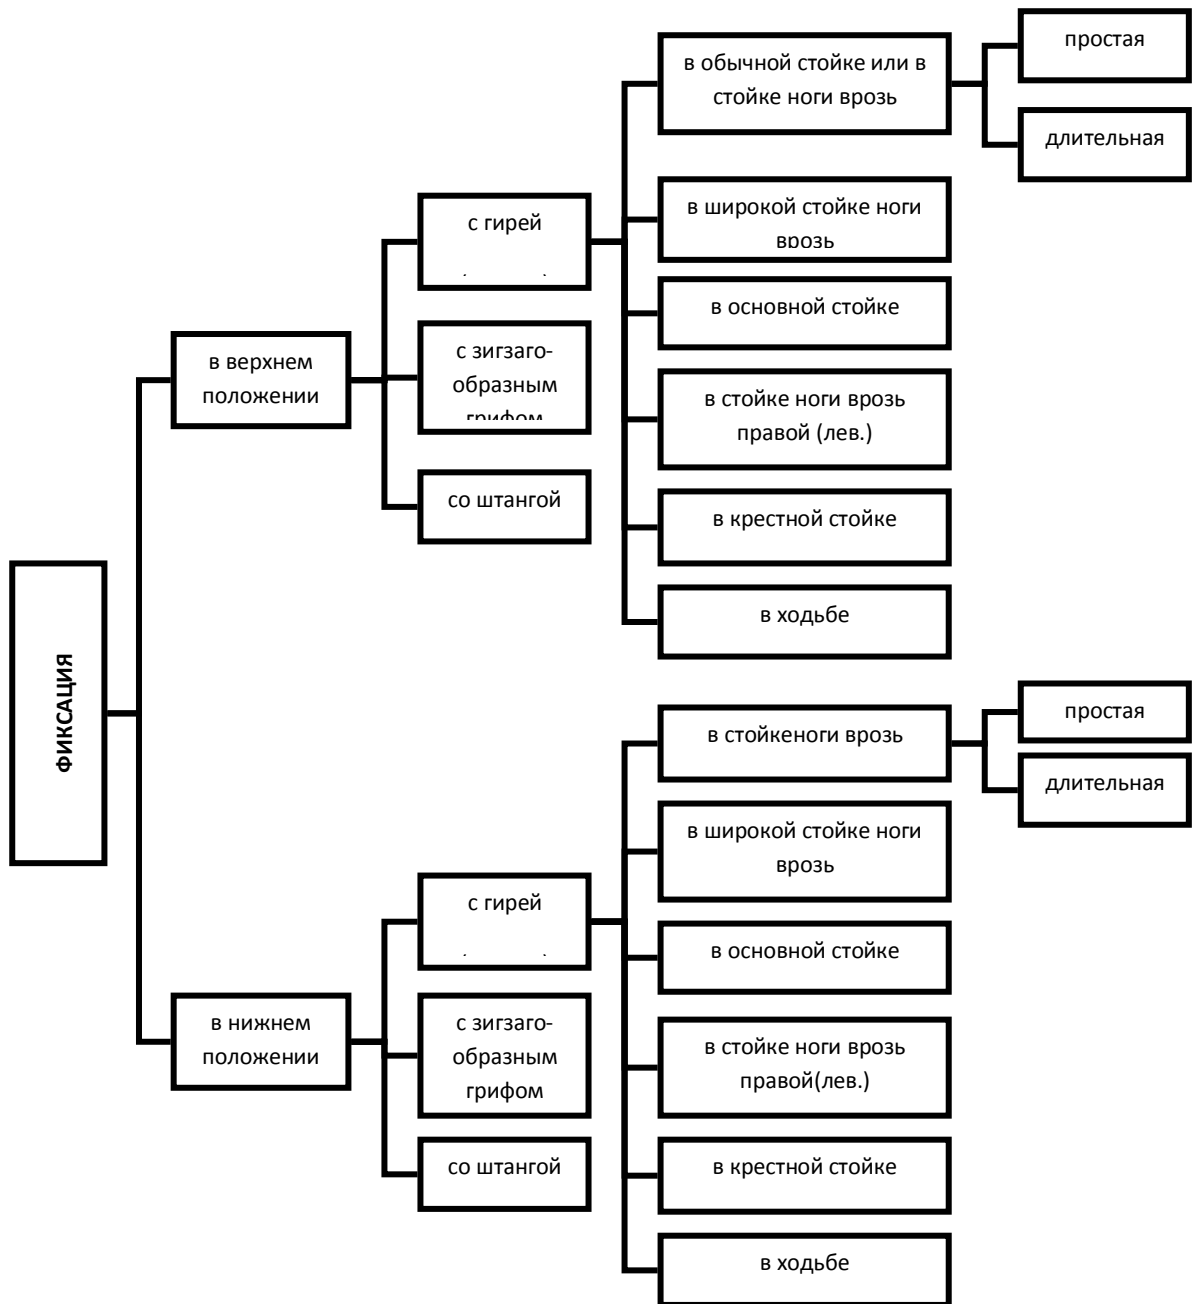 ФИКСАЦИЯ
в верхнем
положении
с гирей
с зигзаго-
образным
грифом
со штангой
в обычной стойке или в
стойке ноги врозь
простая
длительная
в широкой стойке ноги
врозь
в основной стойке
в стойке ноги врозь
правой (лев.)
в крестной стойке
в ходьбе
в нижнем
положении
с гирей
с зигзаго-
образным
грифом
со штангой
в стойкеноги врозь
простая
длительная
в широкой стойке ноги
врозь
в основной стойке
в стойке ноги врозь
правой(лев.)
в крестной стойке
в ходьбе